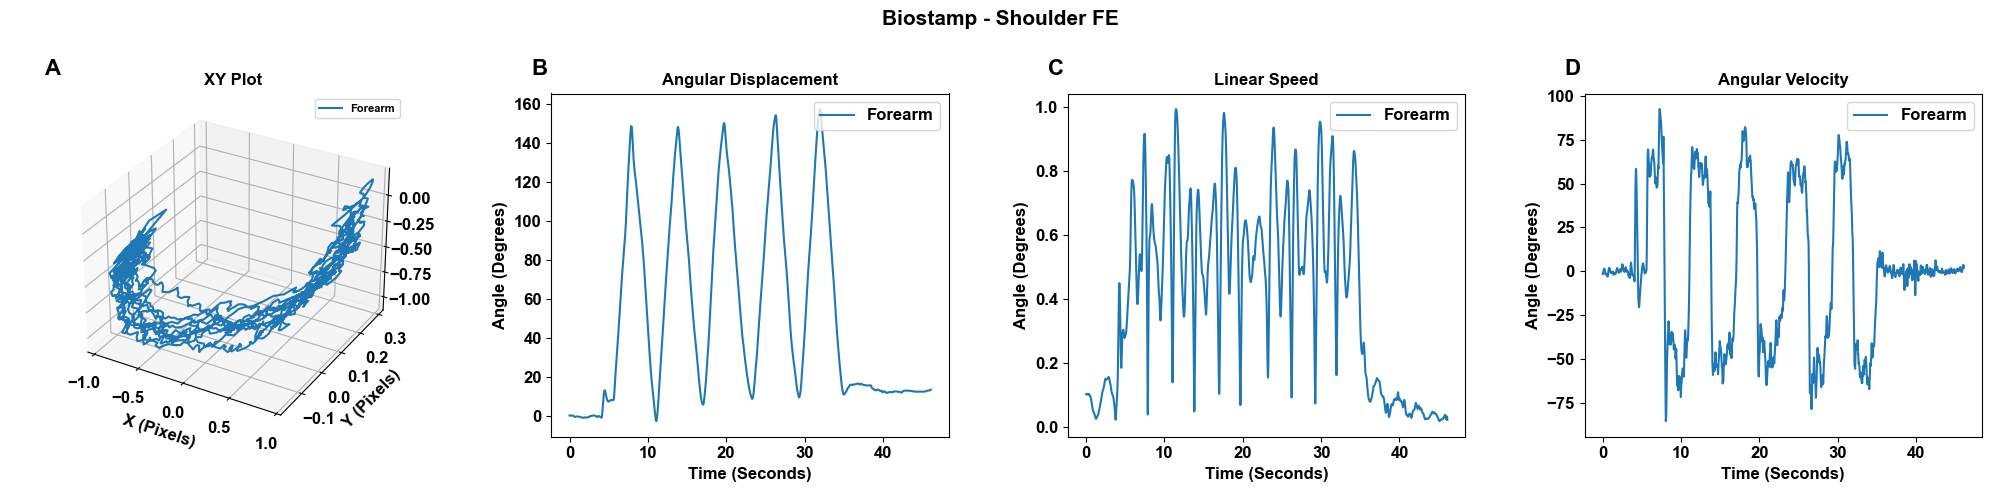 Biostamp - Shoulder FE
A
XY Plot
Forearm
0.00
−0.25
−0.50
−0.75
−1.00
0.3
0.2
0.1
0.0
−0.1
Y (Pixels)
−1.0
−0.5
0.0
0.5
1.0
X (Pixels)
B
Angular Displacement
Forearm
Angle (Degrees)
160
140
120
100
80
60
40
20
0
0 10 20 30 40
Time (Seconds)
C
Linear Speed
Forearm
Angle (Degrees)
1.0
0.8
0.6
0.4
0.2
0.0
0 10 20 30 40
Time (Seconds)
D
Angular Velocity
Forearm
Angle (Degrees)
100
75
50
25
0
−25
−50
−75
0 10 20 30 40
Time (Seconds)